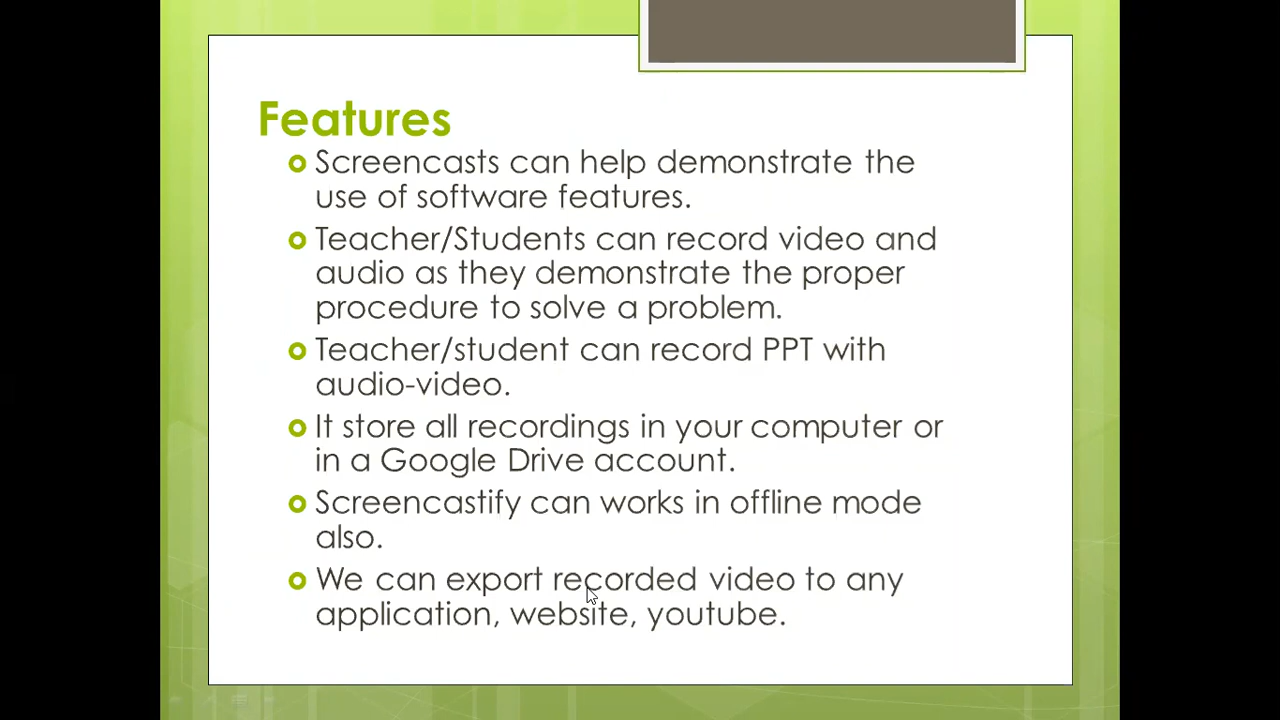 Features
Screencasts can help demonstrate the
use of software features.
Teacher/Students can record video and
audio as they demonstrate the proper
procedure to solve a problem.
Teacher/student can record PPT with
audio-video.
It store all recordings in your computer or
in a Google Drive account.
Screencastify can works in offline mode
also.
We can export recorded video to any
application, website, youtube.